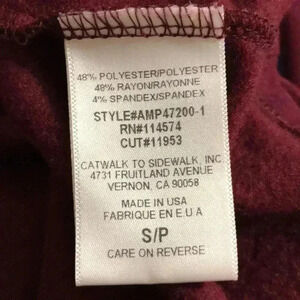 48% POLYESTER/POLYESTER
48% RAYON/RAYONNE
4% SPANDEX/SPANDEX
STYLE#AMP47200-1
RN#114574
CUT#11953
CATWALK TO SIDEWALK, INC
4731 FRUITLAND AVENUE
VERNON, CA 90058
MADE IN USA
FABRIQUE EN E.U.A
S/P
CARE ON REVERSE